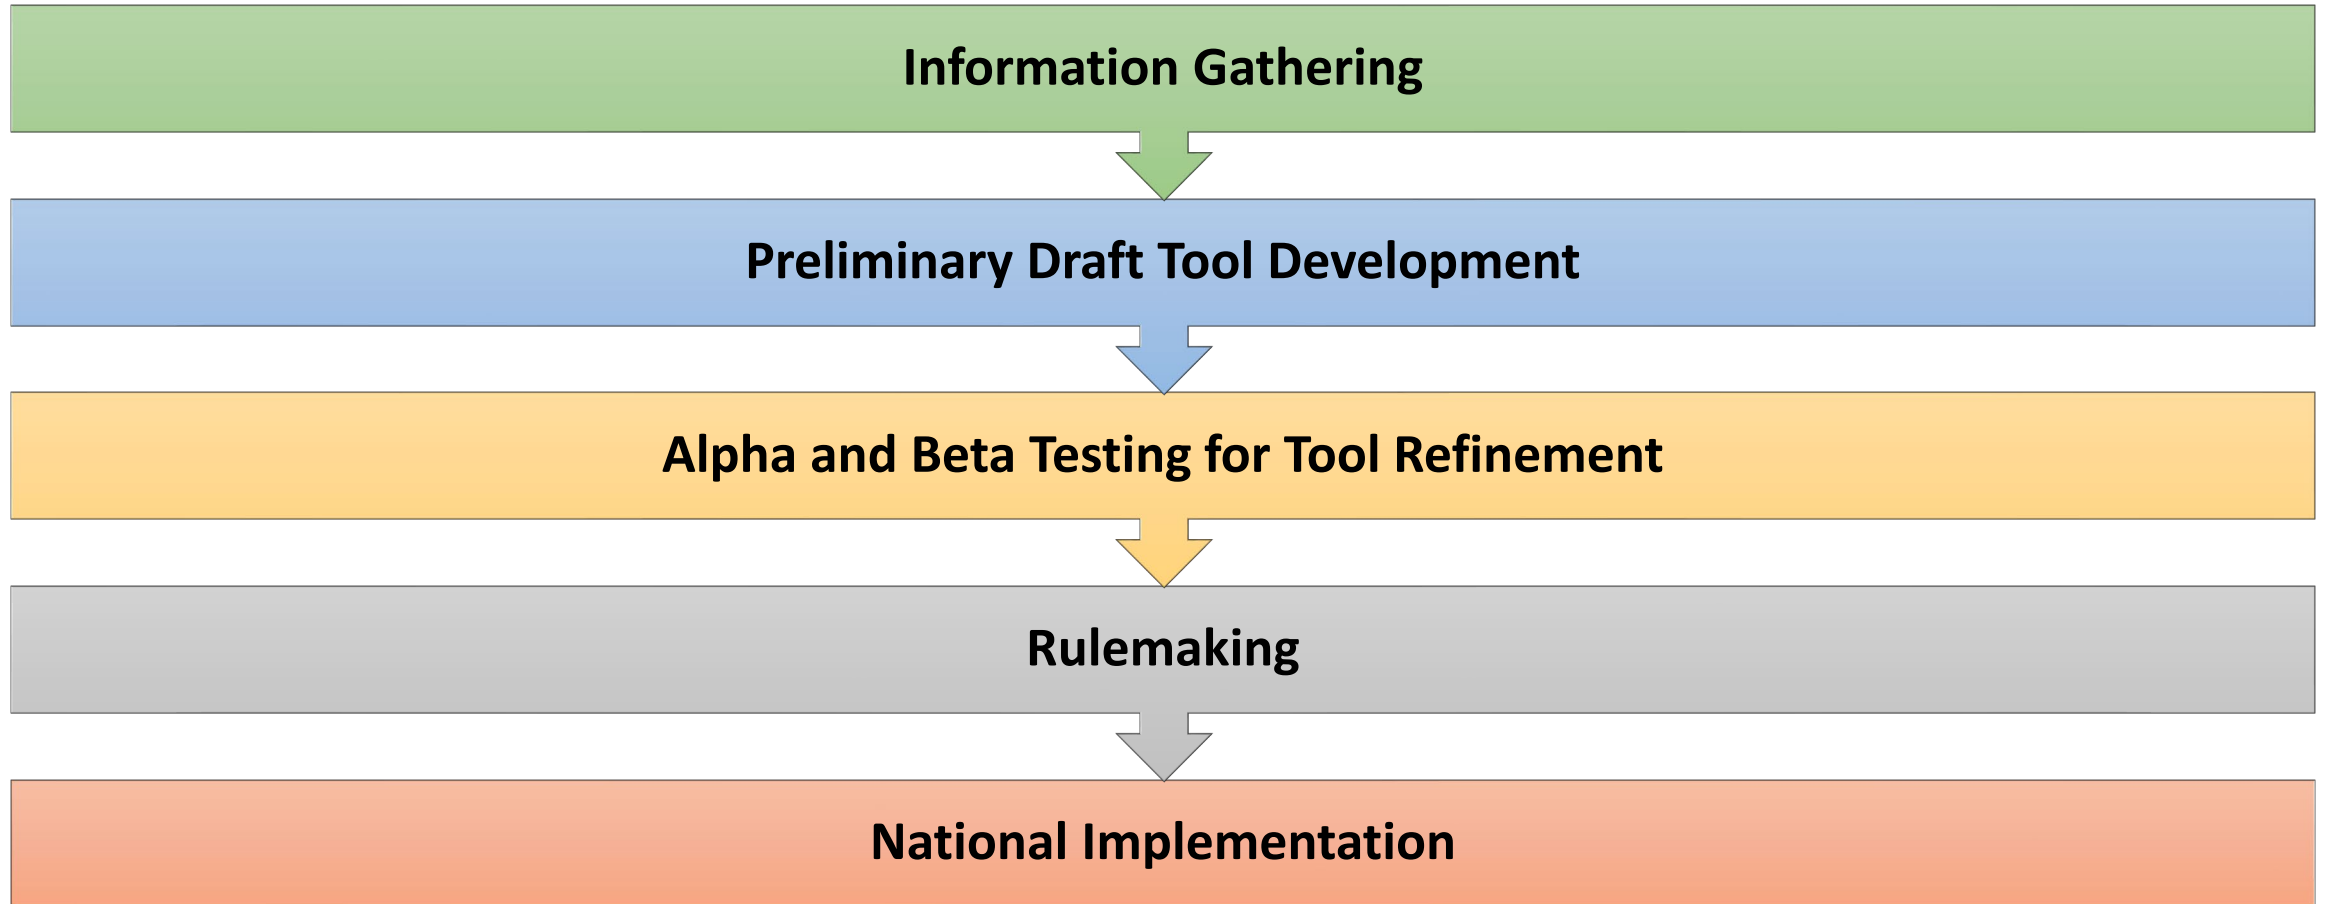 Information Gathering
Preliminary Draft Tool Development
Alpha and Beta Testing for Tool Refinement
Rulemaking
National Implementation